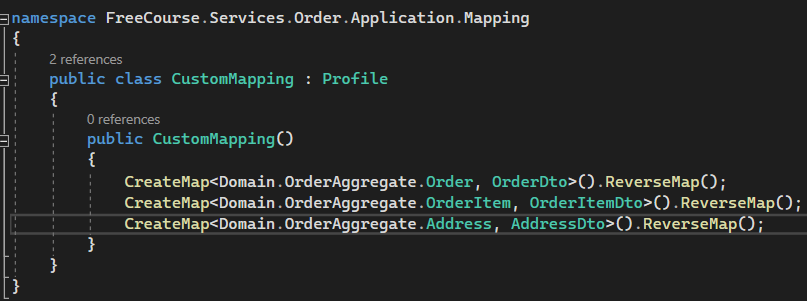 namespace FreeCourse.Services.Order.Application.Mapping
{
2 references
public class CustomMapping : Profile
{
0 references
public CustomMapping()
{
CreateMap<Domain.OrderAggregate.Order, OrderDto>().ReverseMap();
CreateMap<Domain.OrderAggregate.OrderItem, OrderItemDto>().ReverseMap();
CreateMap<Domain.OrderAggregate.Address, AddressDto>().ReverseMap();
}
}
}